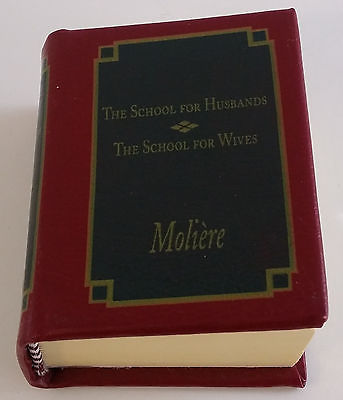 The School for Husbands
The School for Wives
Molière